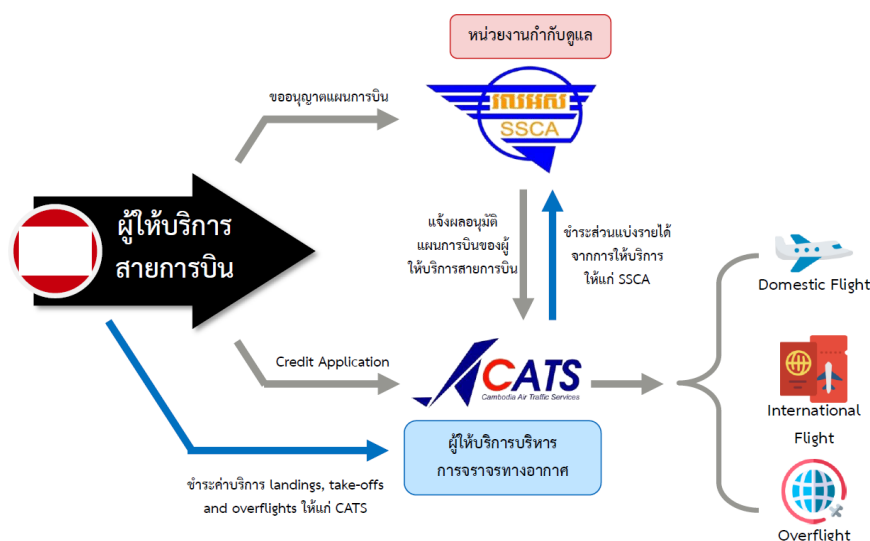 หน่วยงานกำกับดูแล
រលអស
SSCA
ขออนุญาตแผนการบิน
ผู้ให้บริการ
สายการบิน
แจ้งผลอนุมัติ
แผนการบินของผู้
ให้บริการสายการบิน
ชำระส่วนแบ่งรายได้
จากการให้บริการ
ให้แก่ SSCA
Domestic Flight
Credit Application
CATS
Cambodia Air Traffic Services
International
Flight
ผู้ให้บริการบริหาร
การจราจรทางอากาศ
ชำระค่าบริการ landings, take-offs
and overflights ให้แก่ CATS
Overflight